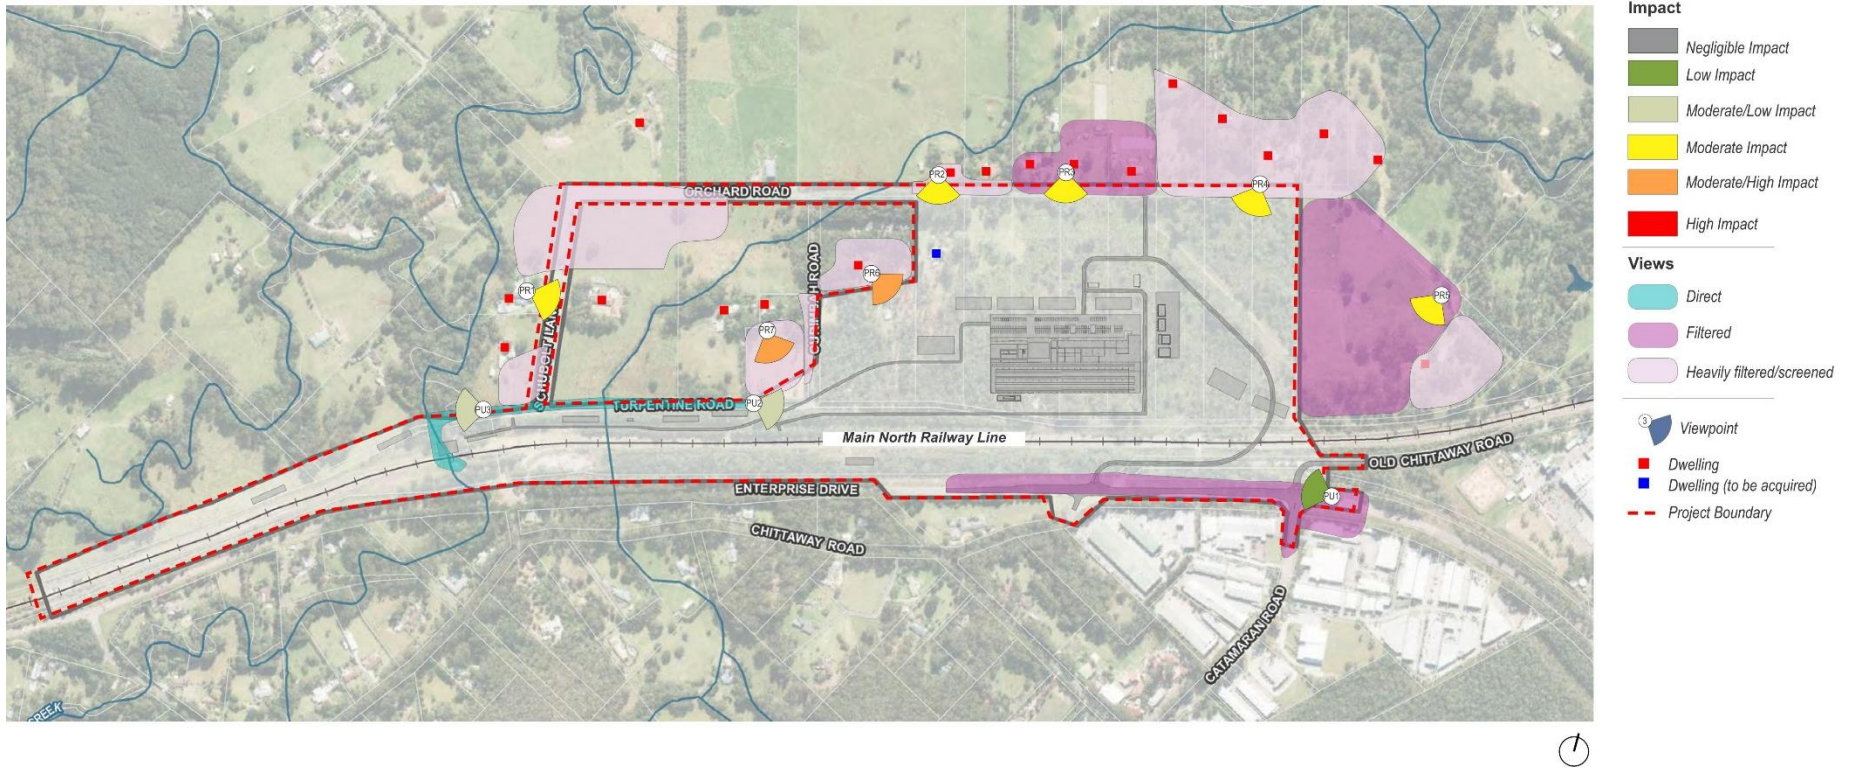 Impact
Negligible Impact
Low Impact
Moderate/Low Impact
Moderate Impact
Moderate/High Impact
High Impact
Views
Direct
Filtered
Heavily filtered/screened
3
Viewpoint
Dwelling
Dwelling (to be acquired)
Project Boundary
ORCHARD ROAD
PR2
PR3
PR4
PR6
PR1
PR5
PR7
PU2
PU3
TURPENTINE ROAD
Main North Railway Line
OLD CHITTAWAY ROAD
ENTERPRISE DRIVE
PU1
CHITTAWAY ROAD
CATAMARAN ROAD
CREEK
ROAD